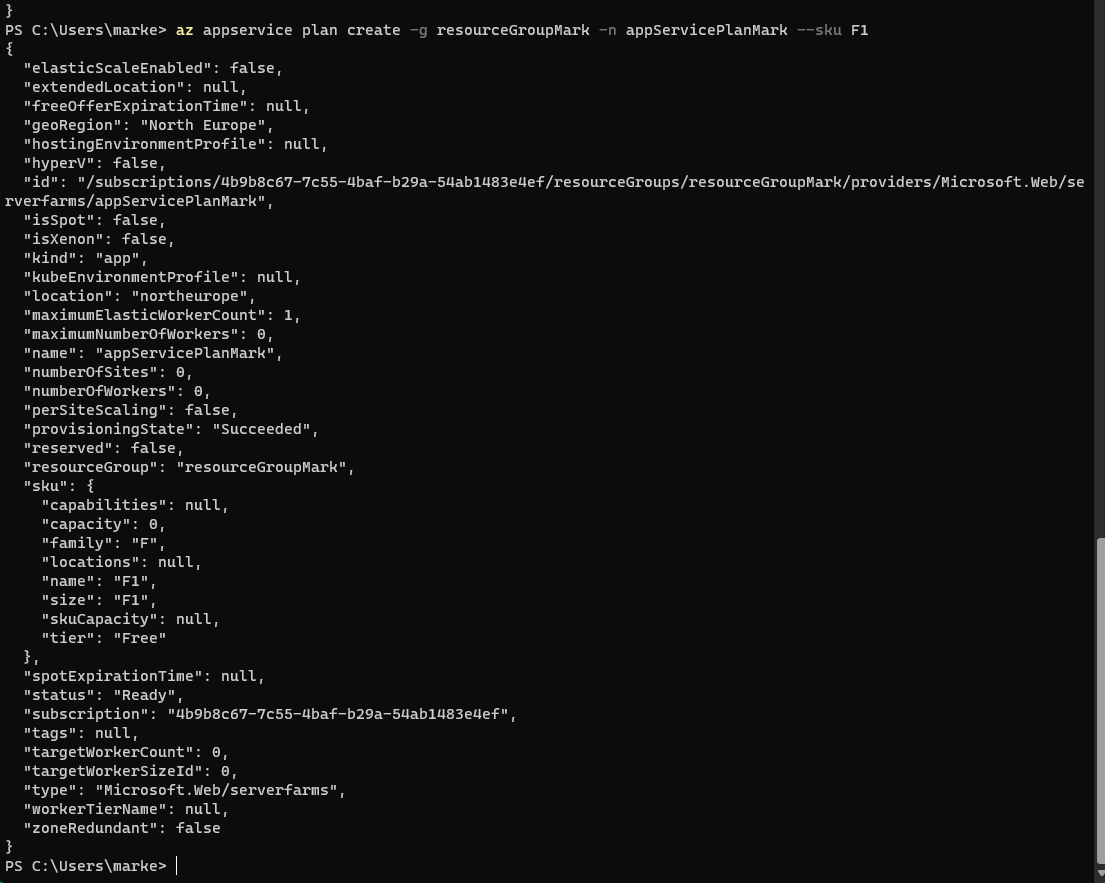 }
PS C:\Users\marke> az appservice plan create -g resourceGroupMark -n appServicePlanMark --sku F1
{
  "elasticScaleEnabled": false,
  "extendedLocation": null,
  "freeOfferExpirationTime": null,
  "geoRegion": "North Europe",
  "hostingEnvironmentProfile": null,
  "hyperV": false,
  "id": "/subscriptions/4b9b8c67-7c55-4baf-b29a-54ab1483e4ef/resourceGroups/resourceGroupMark/providers/Microsoft.Web/se
rverfarms/appServicePlanMark",
  "isSpot": false,
  "isXenon": false,
  "kind": "app",
  "kubeEnvironmentProfile": null,
  "location": "northeurope",
  "maximumElasticWorkerCount": 1,
  "maximumNumberOfWorkers": 0,
  "name": "appServicePlanMark",
  "numberOfSites": 0,
  "numberOfWorkers": 0,
  "perSiteScaling": false,
  "provisioningState": "Succeeded",
  "reserved": false,
  "resourceGroup": "resourceGroupMark",
  "sku": {
    "capabilities": null,
    "capacity": 0,
    "family": "F",
    "locations": null,
    "name": "F1",
    "size": "F1",
    "skuCapacity": null,
    "tier": "Free"
  },
  "spotExpirationTime": null,
  "status": "Ready",
  "subscription": "4b9b8c67-7c55-4baf-b29a-54ab1483e4ef",
  "tags": null,
  "targetWorkerCount": 0,
  "targetWorkerSizeId": 0,
  "type": "Microsoft.Web/serverfarms",
  "workerTierName": null,
  "zoneRedundant": false
}
PS C:\Users\marke>